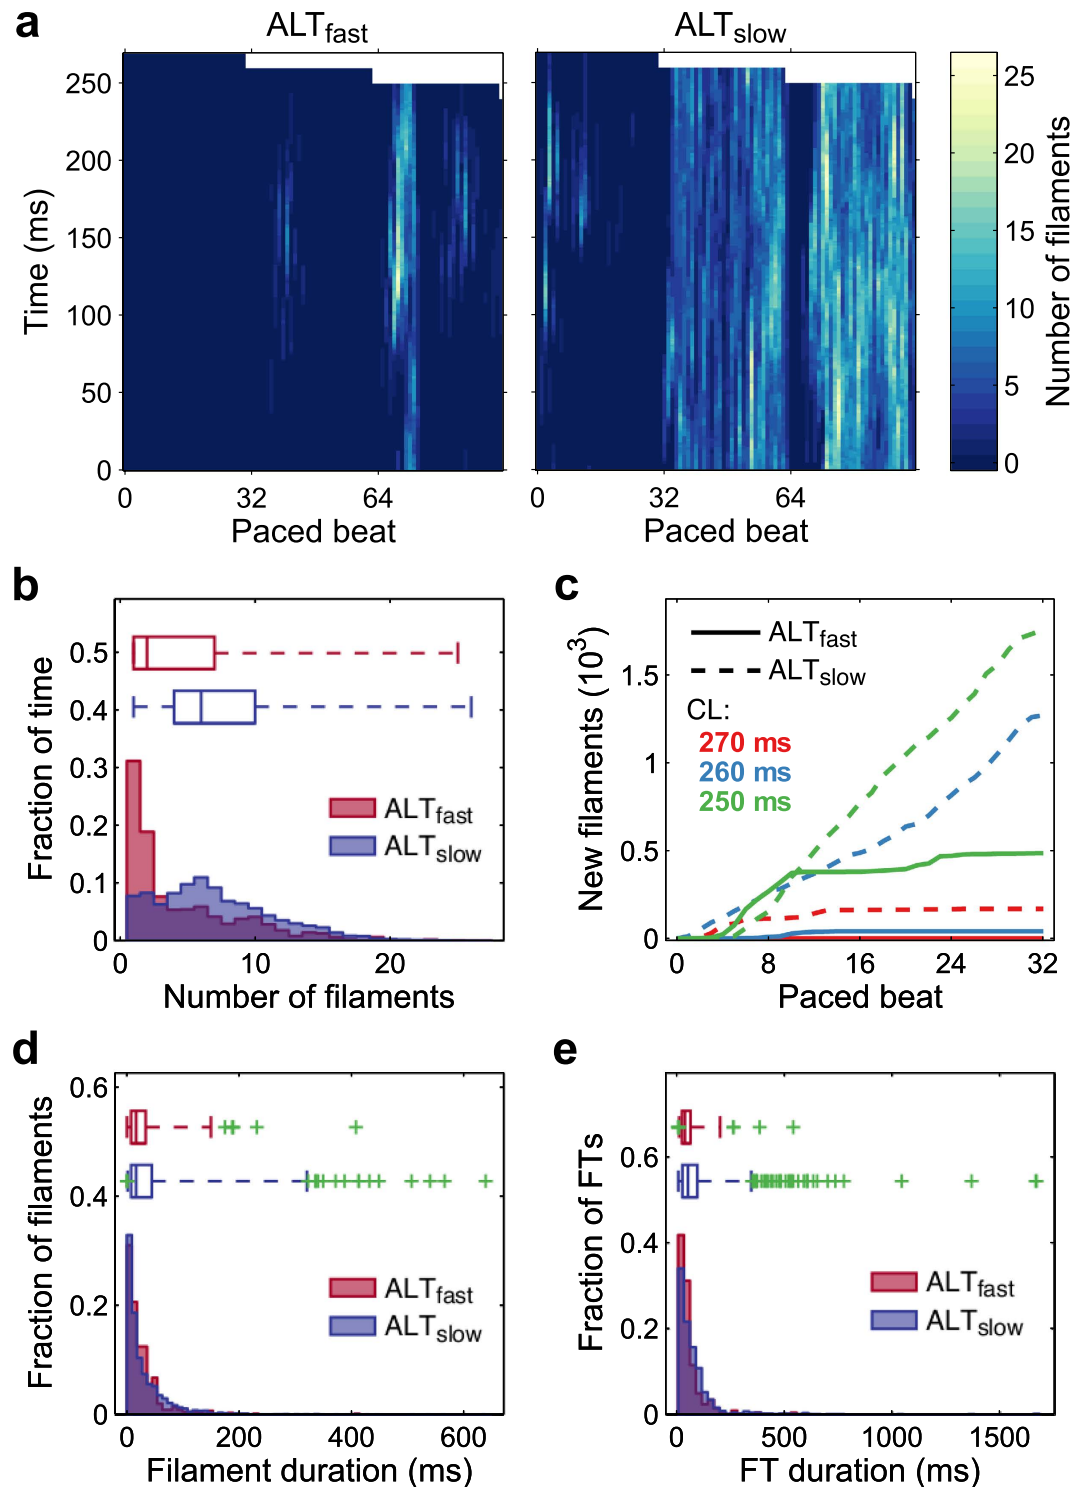 a
ALTfast
ALTslow
250
200
150
100
50
0
Time (ms)
0 32 64
Paced beat
0 32 64
Paced beat
25
20
15
10
5
0
Number of filaments
b
0.5
0.4
0.3
0.2
0.1
0
Fraction of time
ALTfast
ALTslow
0 10 20
Number of filaments
c
1.5
1
0.5
0
New filaments (10³)
ALTfast
ALTslow
CL:
270 ms
260 ms
250 ms
0 8 16 24 32
Paced beat
d
0.6
0.4
0.2
0
Fraction of filaments
ALTfast
ALTslow
0 200 400 600
Filament duration (ms)
e
0.6
0.4
0.2
0
Fraction of FTs
ALTfast
ALTslow
0 500 1000 1500
FT duration (ms)